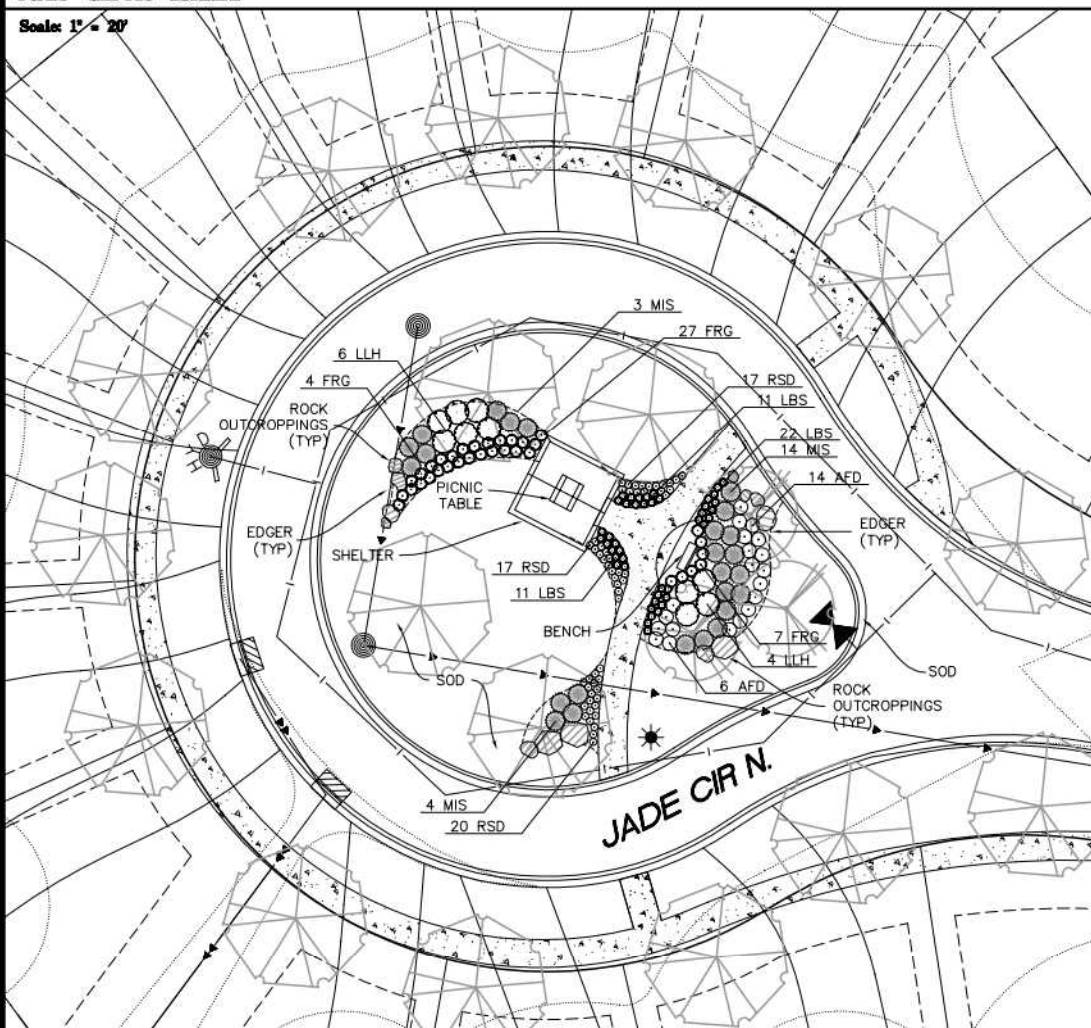 Scale: 1" = 20'
3 MIS
27 FRG
6 LLH
4 FRG
17 RSD
11 LBS
ROCK
OUTCROPPINGS
(TYP)
22 LBS
14 MIS
14 AFD
PICNIC
TABLE
EDGER
(TYP)
EDGER
(TYP)
SHELTER
17 RSD
11 LBS
BENCH
7 FRG
4 LLH
6 AFD
SOD
SOD
ROCK
OUTCROPPINGS
(TYP)
4 MIS
20 RSD
JADE CIR N.
HYD